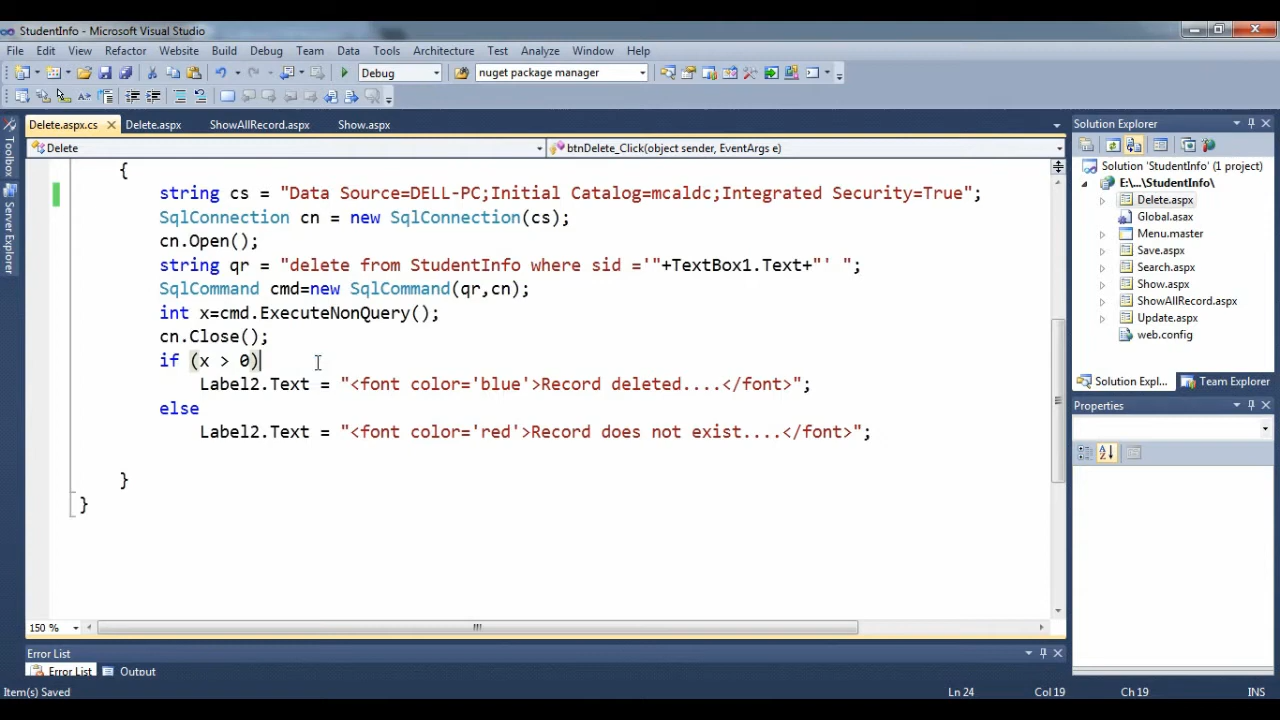 StudentInfo - Microsoft Visual Studio
File Edit View Refactor Website Build Debug Team Data Tools Architecture Test Analyze Window Help
Debug nuget package manager
Delete.aspx.cs Delete.aspx ShowAllRecord.aspx Show.aspx
Delete btnDelete_Click(object sender, EventArgs e)
{
string cs = "Data Source=DELL-PC;Initial Catalog=mcaldc;Integrated Security=True";
SqlConnection cn = new SqlConnection(cs);
cn.Open();
string qr = "delete from StudentInfo where sid ='"+TextBox1.Text+"' ";
SqlCommand cmd=new SqlCommand(qr,cn);
int x=cmd.ExecuteNonQuery();
cn.Close();
if (x > 0)
Label2.Text = "<font color='blue'>Record deleted....</font>";
else
Label2.Text = "<font color='red'>Record does not exist....</font>";
}
}
150 %
Toolbox
Server Explorer
Solution Explorer
Solution 'StudentInfo' (1 project)
E:\...\StudentInfo\
Delete.aspx
Global.asax
Menu.master
Save.aspx
Search.aspx
Show.aspx
ShowAllRecord.aspx
Update.aspx
web.config
Solution Expl... Team Explorer
Properties
Error List
Error List Output
Item(s) Saved Ln 24 Col 19 Ch 19 INS